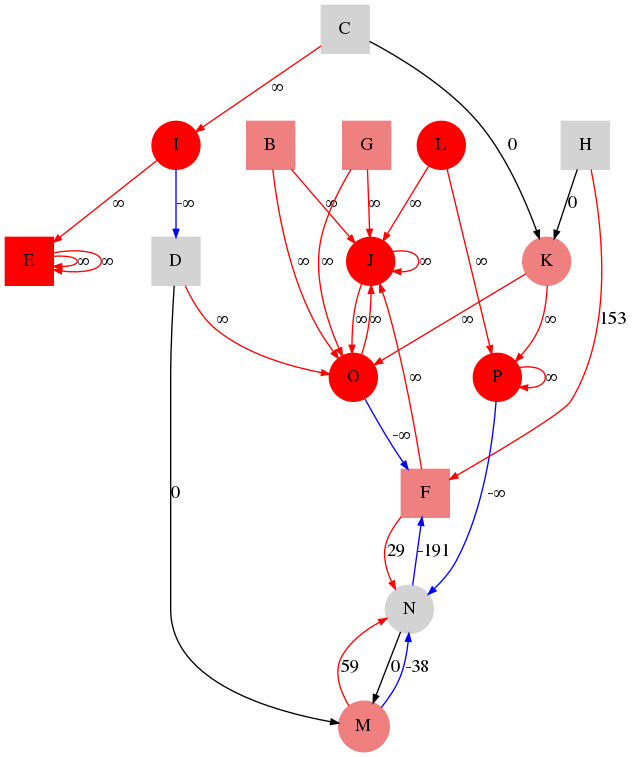 C
∞
I B G L 0 H
∞ -∞ ∞ ∞ ∞ 0
E ∞ ∞ D ∞ ∞ J ∞ ∞ K
∞ ∞ ∞ ∞ ∞ 153
O P ∞
-∞ ∞
F -∞
0
29 -191
N
59 0 -38
M